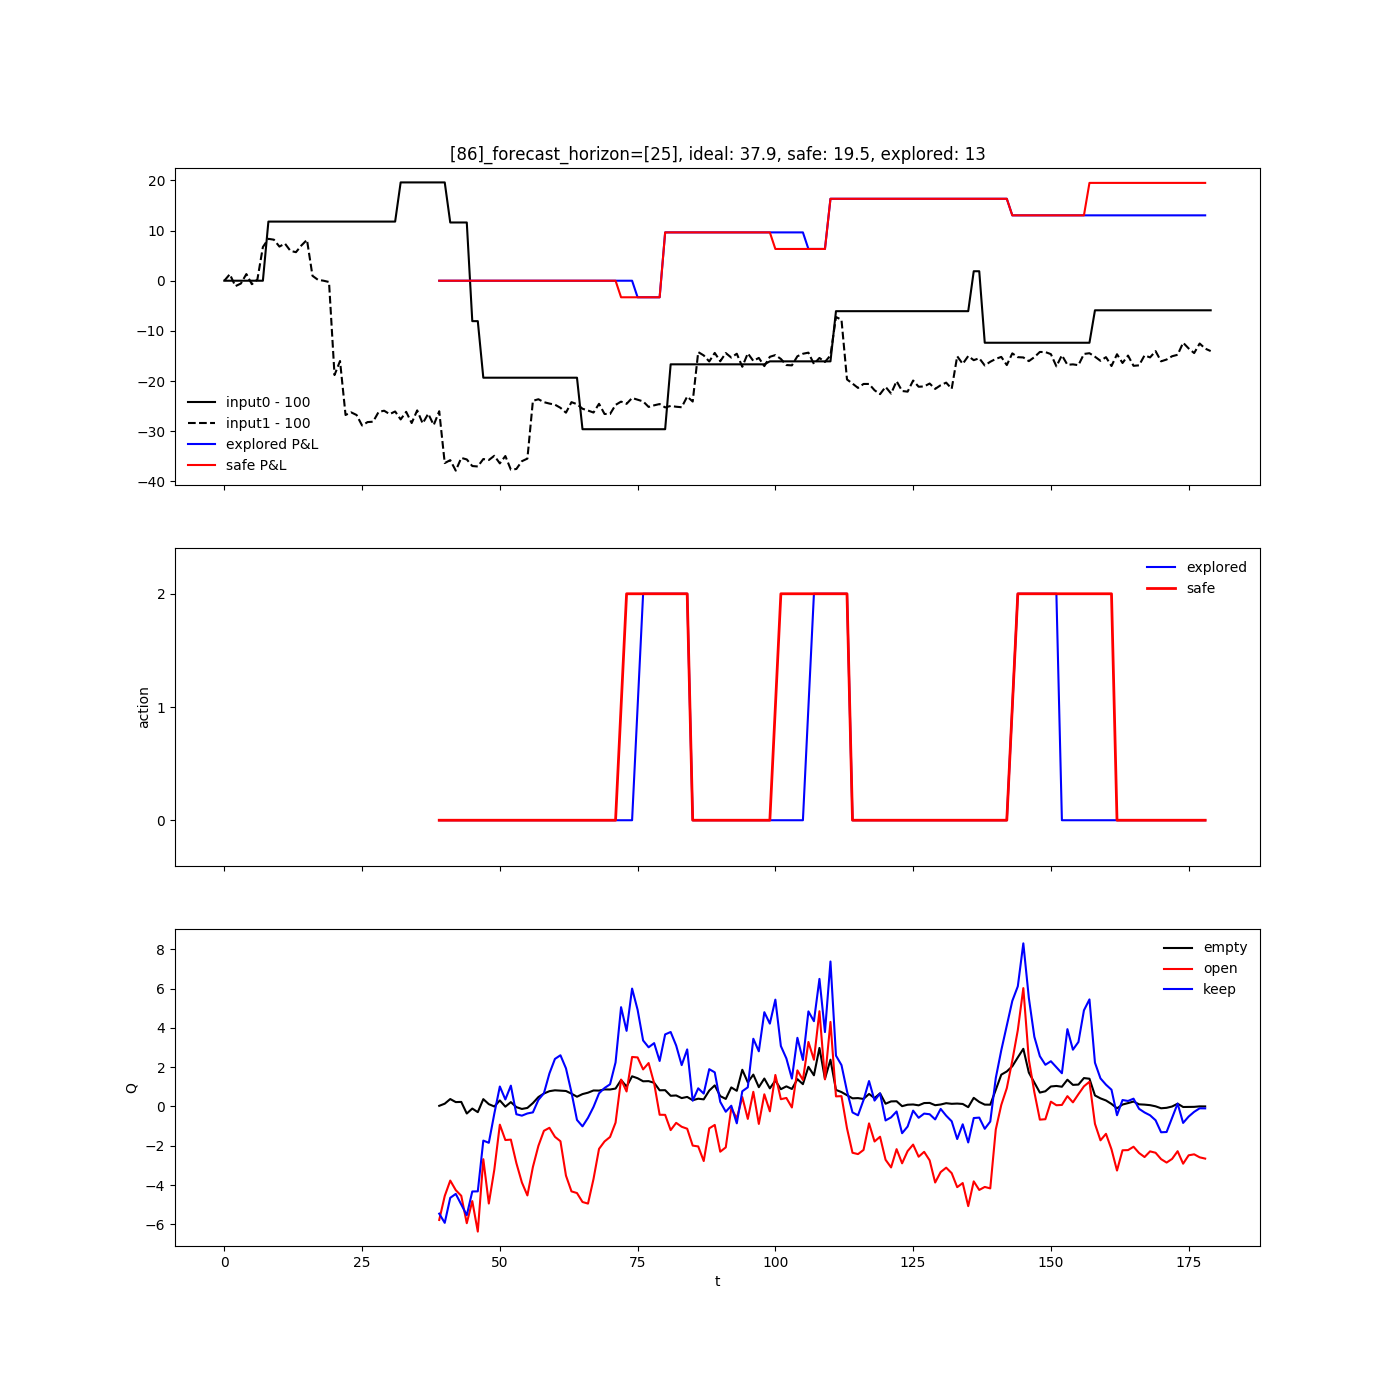 [86]_forecast_horizon=[25], ideal: 37.9, safe: 19.5, explored: 13
20
10
0
−10
−20
−30
−40
input0 - 100
input1 - 100
explored P&L
safe P&L
2
1
0
action
explored
safe
8
6
4
2
0
−2
−4
−6
Q
empty
open
keep
0 25 50 75 100 125 150 175
t